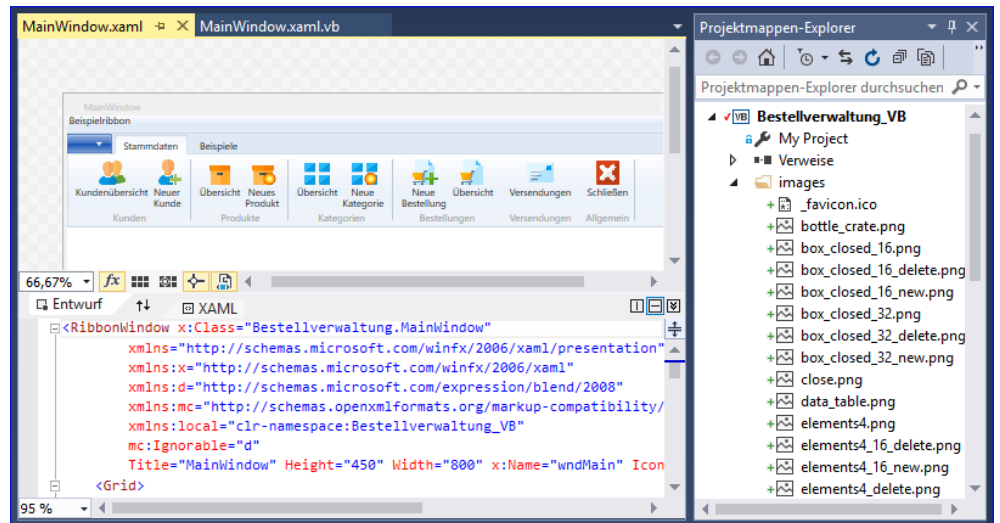 MainWindow.xaml MainWindow.xaml.vb
MainWindow
Beispielribbon
Stammdaten Beispiele
Kundenübersicht Neuer Kunde Übersicht Neues Produkt Übersicht Neue Kategorie Neue Bestellung Übersicht Versendungen Schließen
Kunden Produkte Kategorien Bestellungen Versendungen Allgemein
66,67% fx
Entwurf XAML
<RibbonWindow x:Class="Bestellverwaltung.MainWindow"
xmlns="http://schemas.microsoft.com/winfx/2006/xaml/presentation"
xmlns:x="http://schemas.microsoft.com/winfx/2006/xaml"
xmlns:d="http://schemas.microsoft.com/expression/blend/2008"
xmlns:mc="http://schemas.openxmlformats.org/markup-compatibility/
xmlns:local="clr-namespace:Bestellverwaltung_VB"
mc:Ignorable="d"
Title="MainWindow" Height="450" Width="800" x:Name="wndMain" Icon
<Grid>
95 %
Projektmappen-Explorer
Projektmappen-Explorer durchsuchen
VB Bestellverwaltung_VB
My Project
Verweise
images
_favicon.ico
bottle_crate.png
box_closed_16.png
box_closed_16_delete.png
box_closed_16_new.png
box_closed_32.png
box_closed_32_delete.png
box_closed_32_new.png
close.png
data_table.png
elements4.png
elements4_16_delete.png
elements4_16_new.png
elements4_delete.png